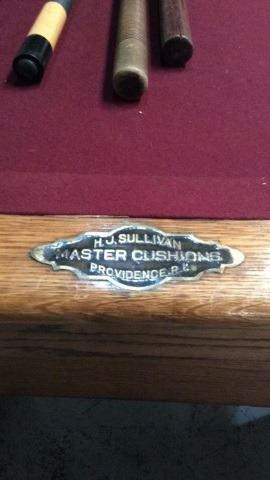 H.J. SULLIVAN
MASTER CUSHIONS
PROVIDENCE, R.I.